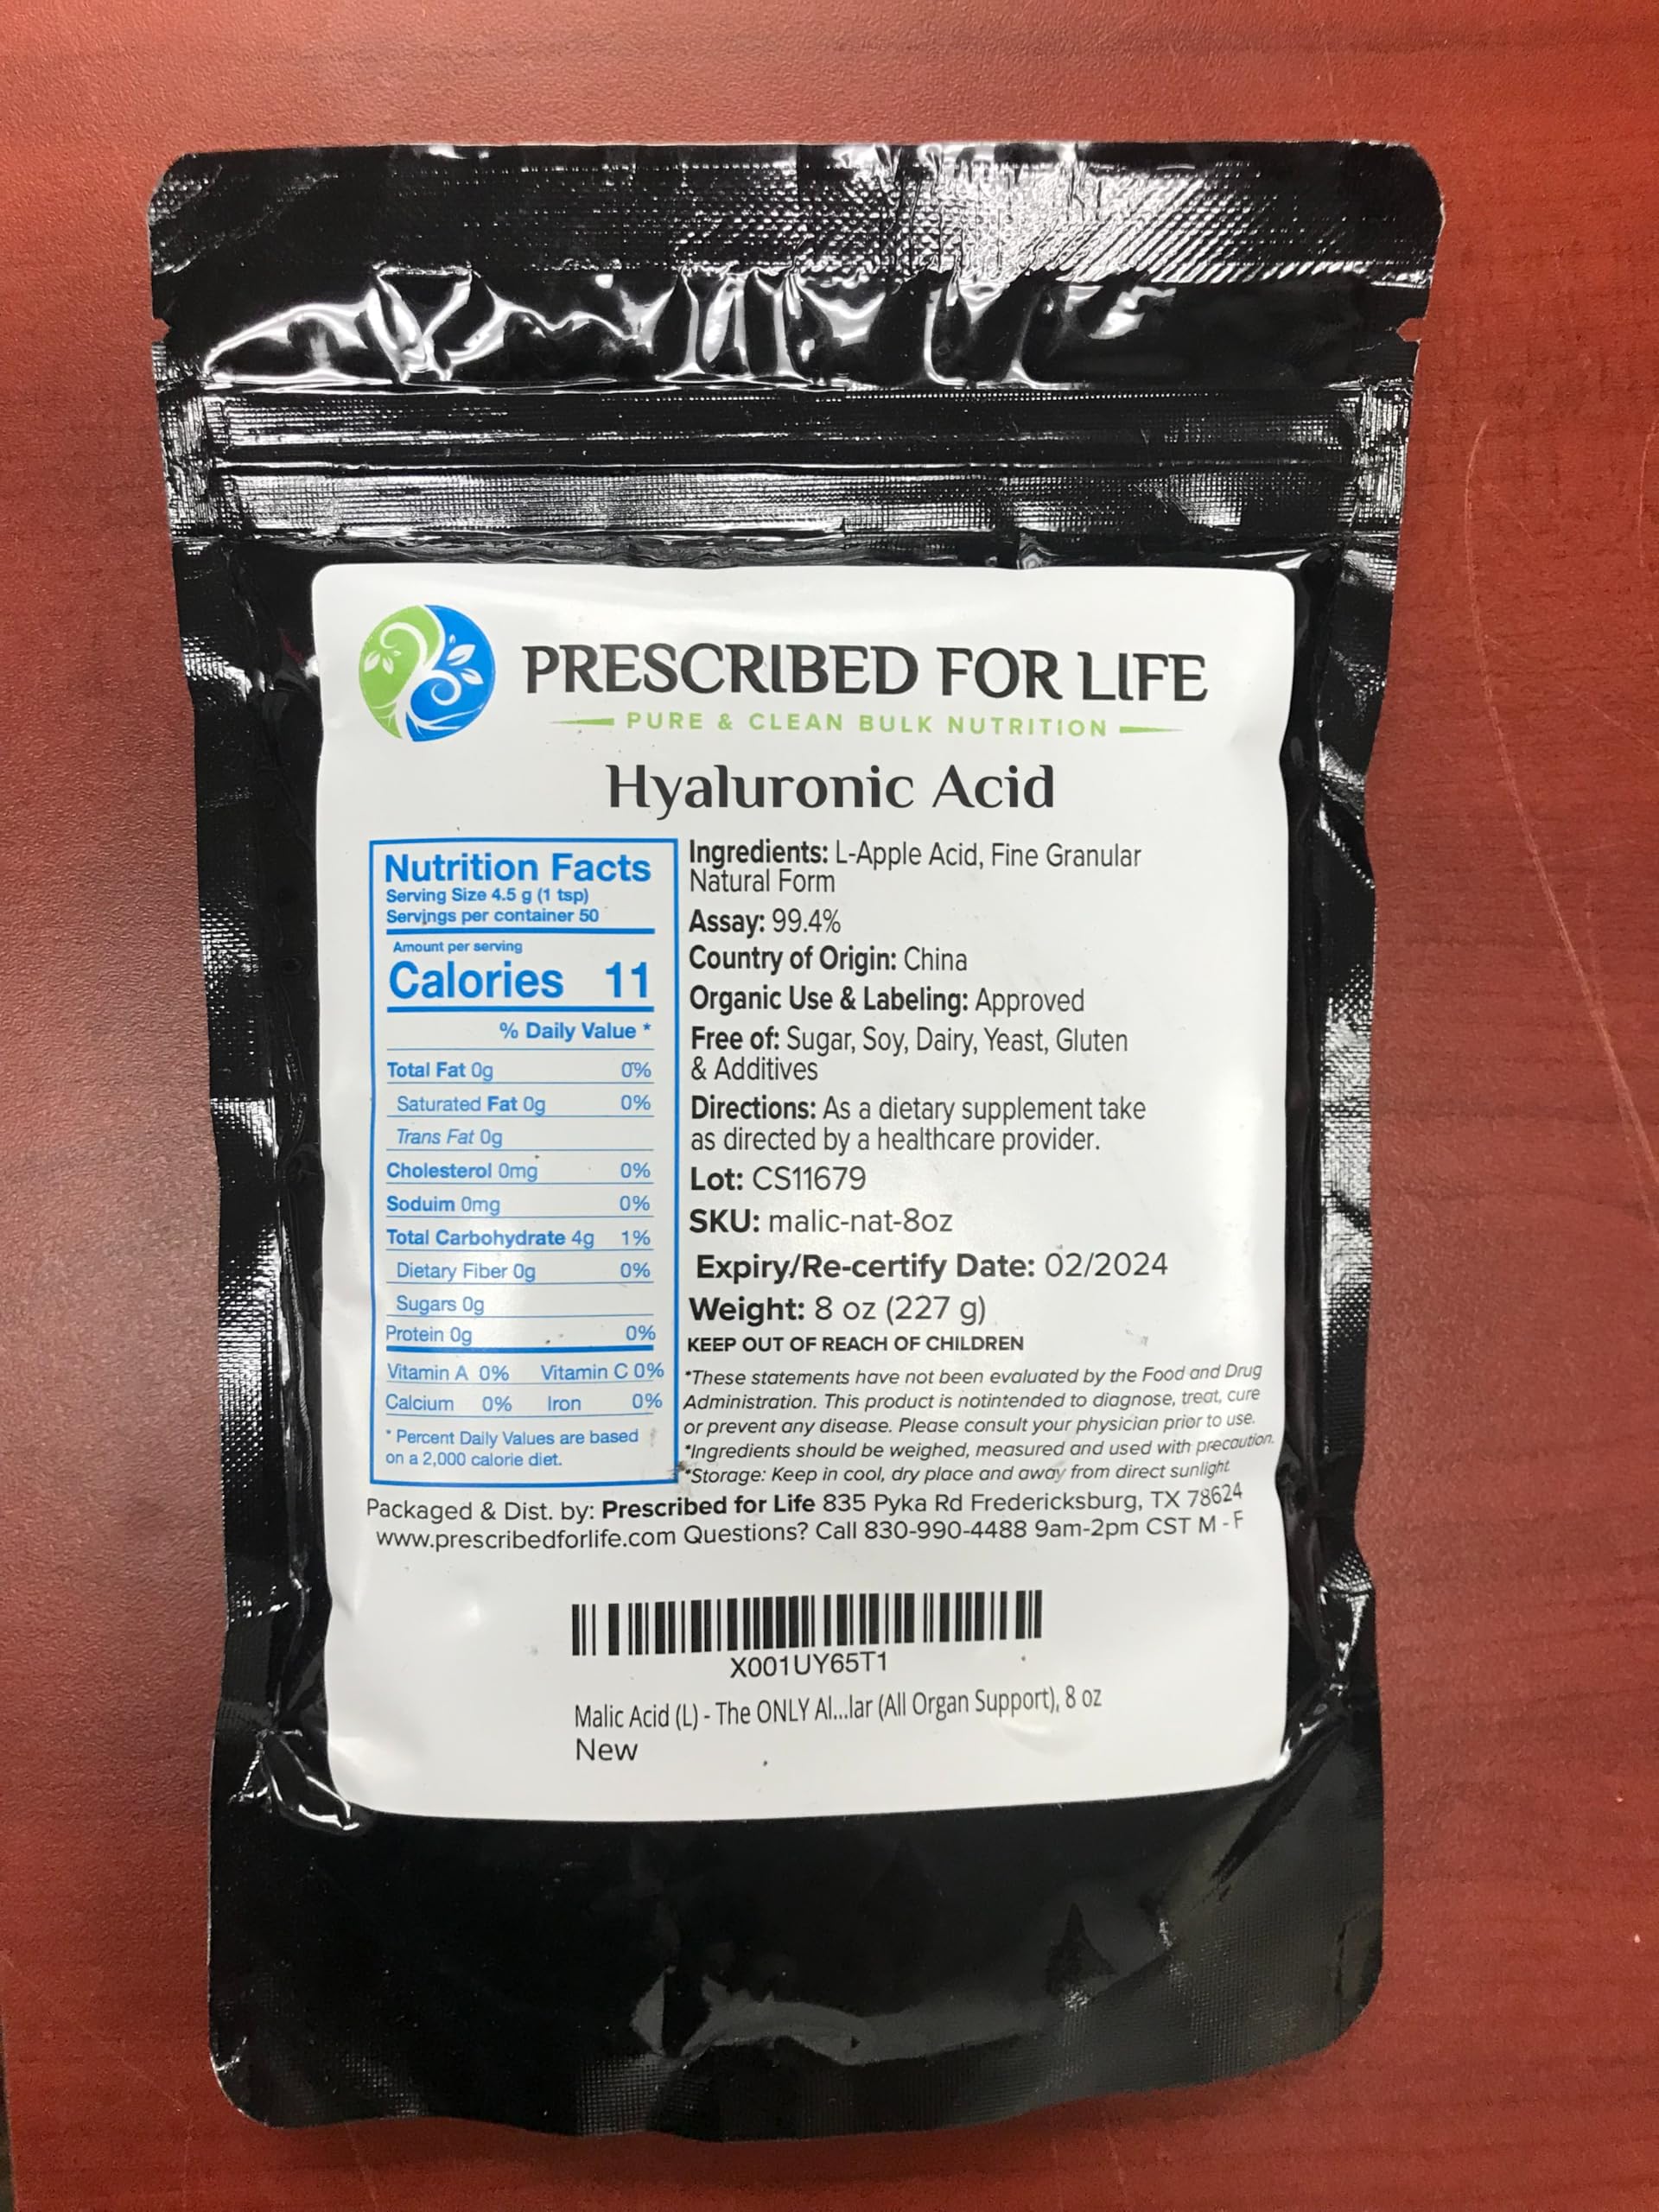 PRESCRIBED FOR LIFE
PURE & CLEAN BULK NUTRITION
Hyaluronic Acid
Nutrition Facts
Serving Size 4.5 g (1 tsp)
Servings per container 50
Amount per serving
Calories 11
% Daily Value *
Total Fat 0g 0%
Saturated Fat 0g 0%
Trans Fat 0g
Cholesterol 0mg 0%
Soduim 0mg 0%
Total Carbohydrate 4g 1%
Dietary Fiber 0g 0%
Sugars 0g
Protein 0g 0%
Vitamin A 0% Vitamin C 0%
Calcium 0% Iron 0%
* Percent Daily Values are based
on a 2,000 calorie diet.
Ingredients: L-Apple Acid, Fine Granular
Natural Form
Assay: 99.4%
Country of Origin: China
Organic Use & Labeling: Approved
Free of: Sugar, Soy, Dairy, Yeast, Gluten
& Additives
Directions: As a dietary supplement take
as directed by a healthcare provider.
Lot: CS11679
SKU: malic-nat-8oz
Expiry/Re-certify Date: 02/2024
Weight: 8 oz (227 g)
KEEP OUT OF REACH OF CHILDREN
*These statements have not been evaluated by the Food and Drug
Administration. This product is notintended to diagnose, treat, cure
or prevent any disease. Please consult your physician prior to use.
*Ingredients should be weighed, measured and used with precaution.
*Storage: Keep in cool, dry place and away from direct sunlight
Packaged & Dist. by: Prescribed for Life 835 Pyka Rd Fredericksburg, TX 78624
www.prescribedforlife.com Questions? Call 830-990-4488 9am-2pm CST M - F
X001UY65T1
Malic Acid (L) - The ONLY Al...lar (All Organ Support), 8 oz
New